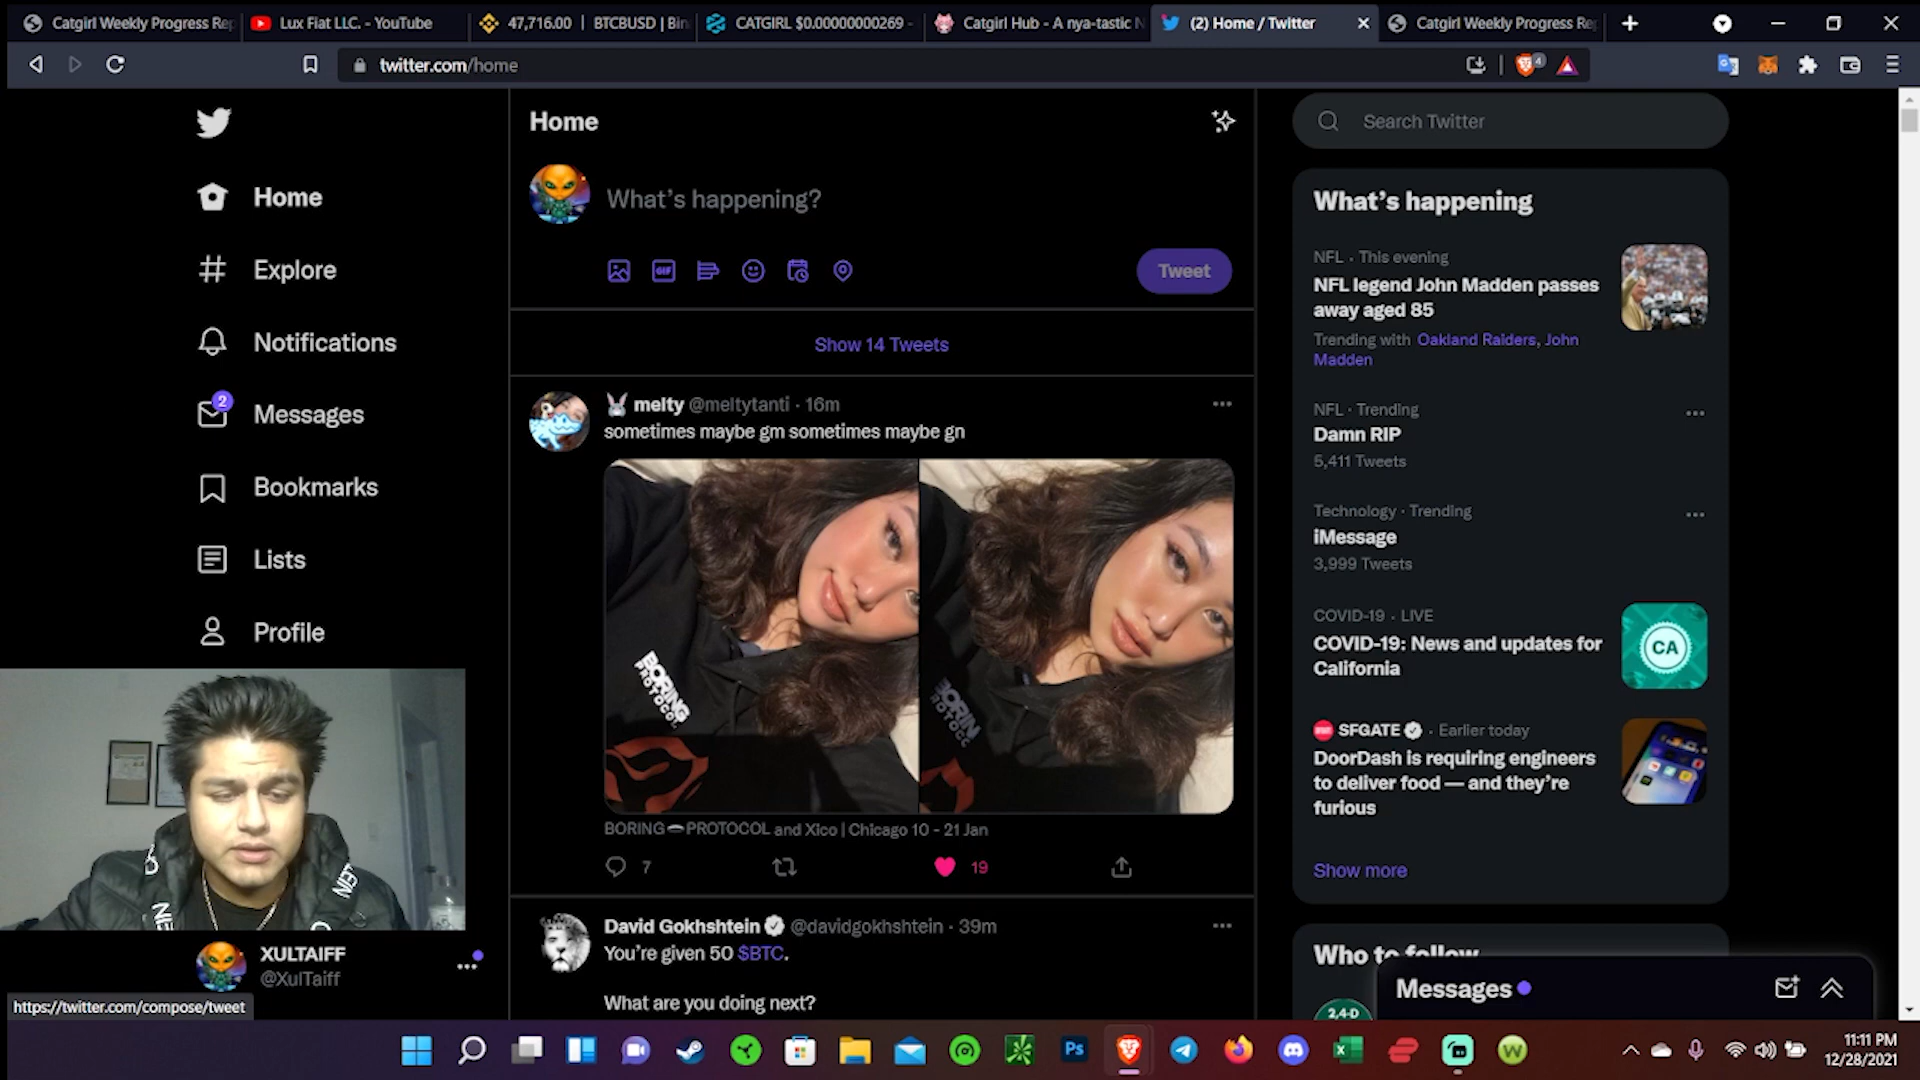 Catgirl Weekly Progress Re
Lux Fiat LLC. - YouTube
47,716.00 | BTCBUSD | Bin
CATGIRL $0.00000000269 -
Catgirl Hub - A nya-tastic N
(2) Home / Twitter
Catgirl Weekly Progress Re
twitter.com/home
4
Home
Explore
Notifications
2
Messages
Bookmarks
Lists
Profile
XULTAIFF
@XulTaiff
https://twitter.com/compose/tweet
Home
What's happening?
GIF
Tweet
Show 14 Tweets
melty @meltytanti · 16m
sometimes maybe gm sometimes maybe gn
BORING
PROTOCOL
BORING PROTOCOL and Xico | Chicago 10 - 21 Jan
7
19
David Gokhshtein @davidgokhshtein · 39m
You're given 50 $BTC.
What are you doing next?
Search Twitter
What's happening
NFL · This evening
NFL legend John Madden passes
away aged 85
Trending with Oakland Raiders, John
Madden
NFL · Trending
Damn RIP
5,411 Tweets
Technology · Trending
iMessage
3,999 Tweets
COVID-19 · LIVE
COVID-19: News and updates for
California
CA
SFGATE · Earlier today
DoorDash is requiring engineers
to deliver food — and they're
furious
Show more
Who to follow
2,4-D
Messages
Ps
11:11 PM
12/28/2021